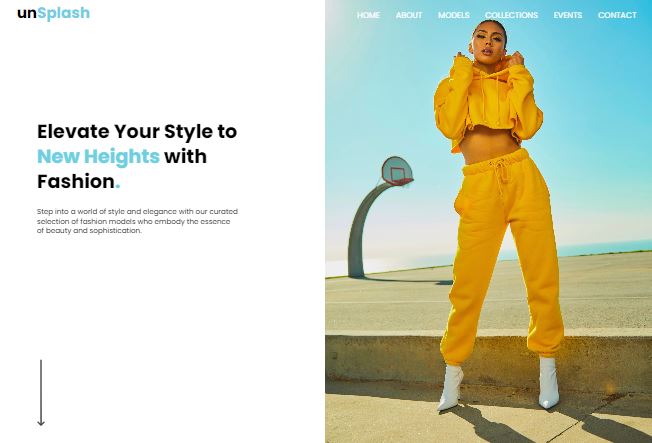 unSplash
HOME ABOUT MODELS COLLECTIONS EVENTS CONTACT
Elevate Your Style to
New Heights with
Fashion.
Step into a world of style and elegance with our curated
selection of fashion models who embody the essence
of beauty and sophistication.